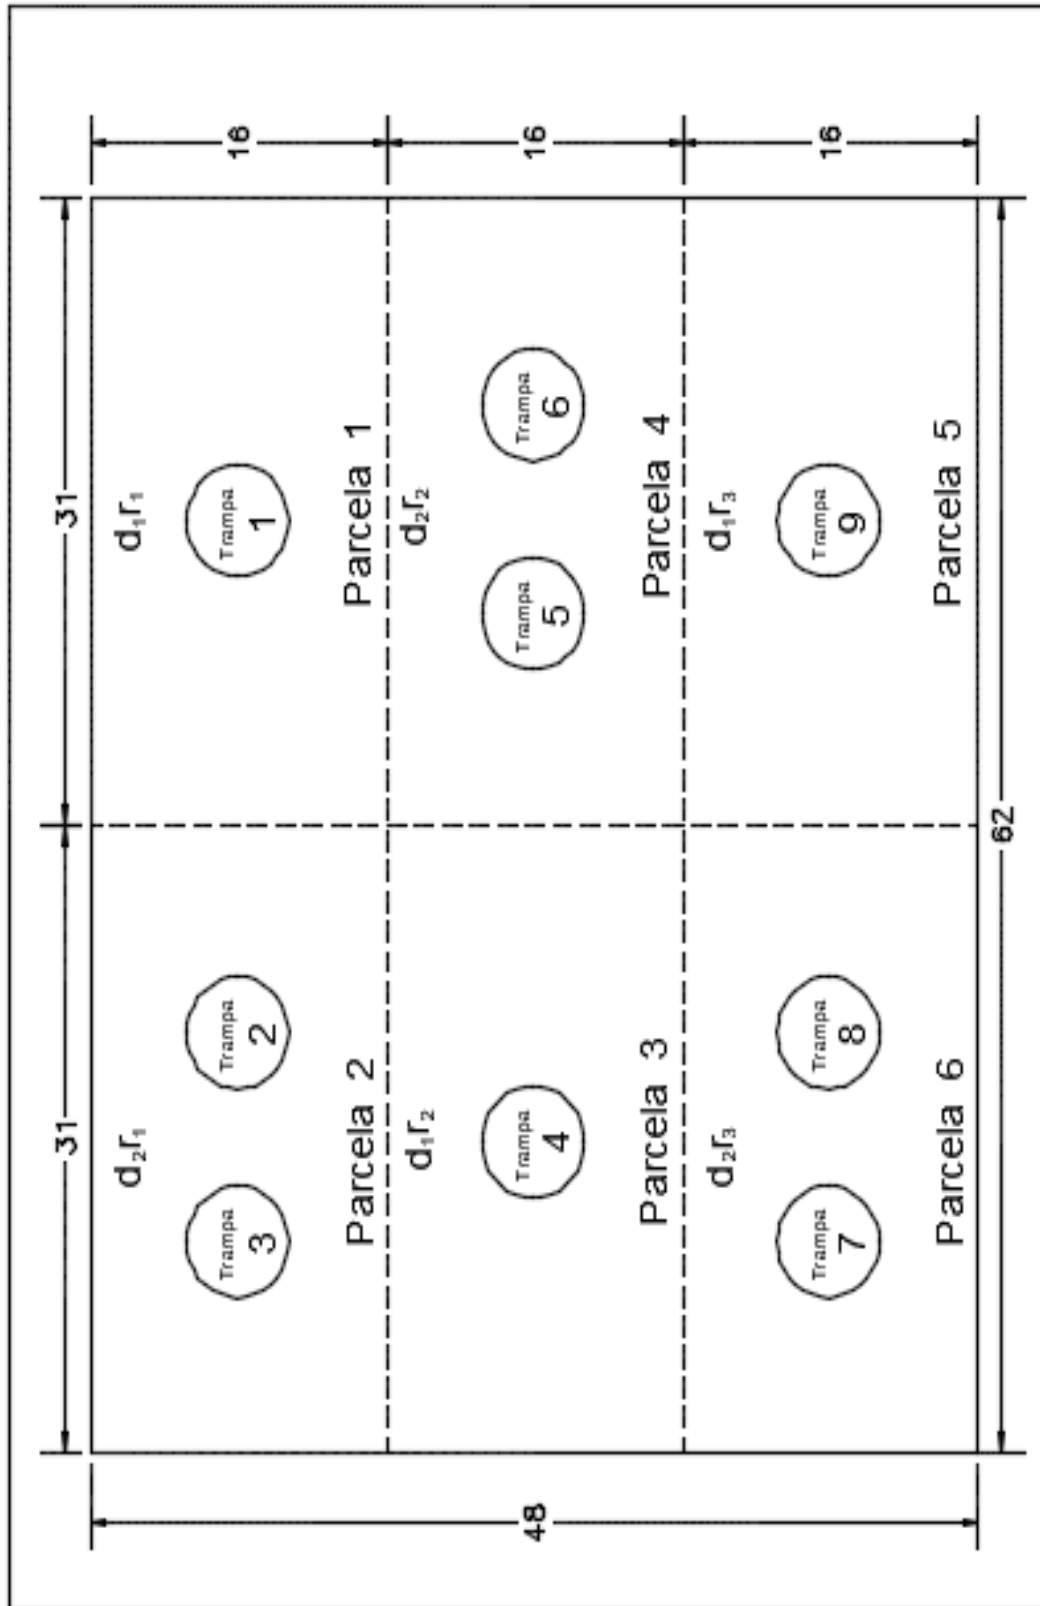 31
31
d₂r₁
d₁r₁
Trampa
3
Trampa
2
Trampa
1
16
Parcela 2
Parcela 1
d₁r₂
d₂r₂
48
Trampa
4
Trampa
5
Trampa
6
16
Parcela 3
Parcela 4
d₂r₃
d₁r₃
Trampa
7
Trampa
8
Trampa
9
16
Parcela 6
Parcela 5
62